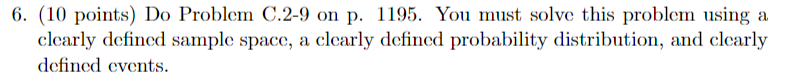 6. (10 points) Do Problem C.2-9 on p. 1195. You must solve this problem using a
clearly defined sample space, a clearly defined probability distribution, and clearly
defined events.